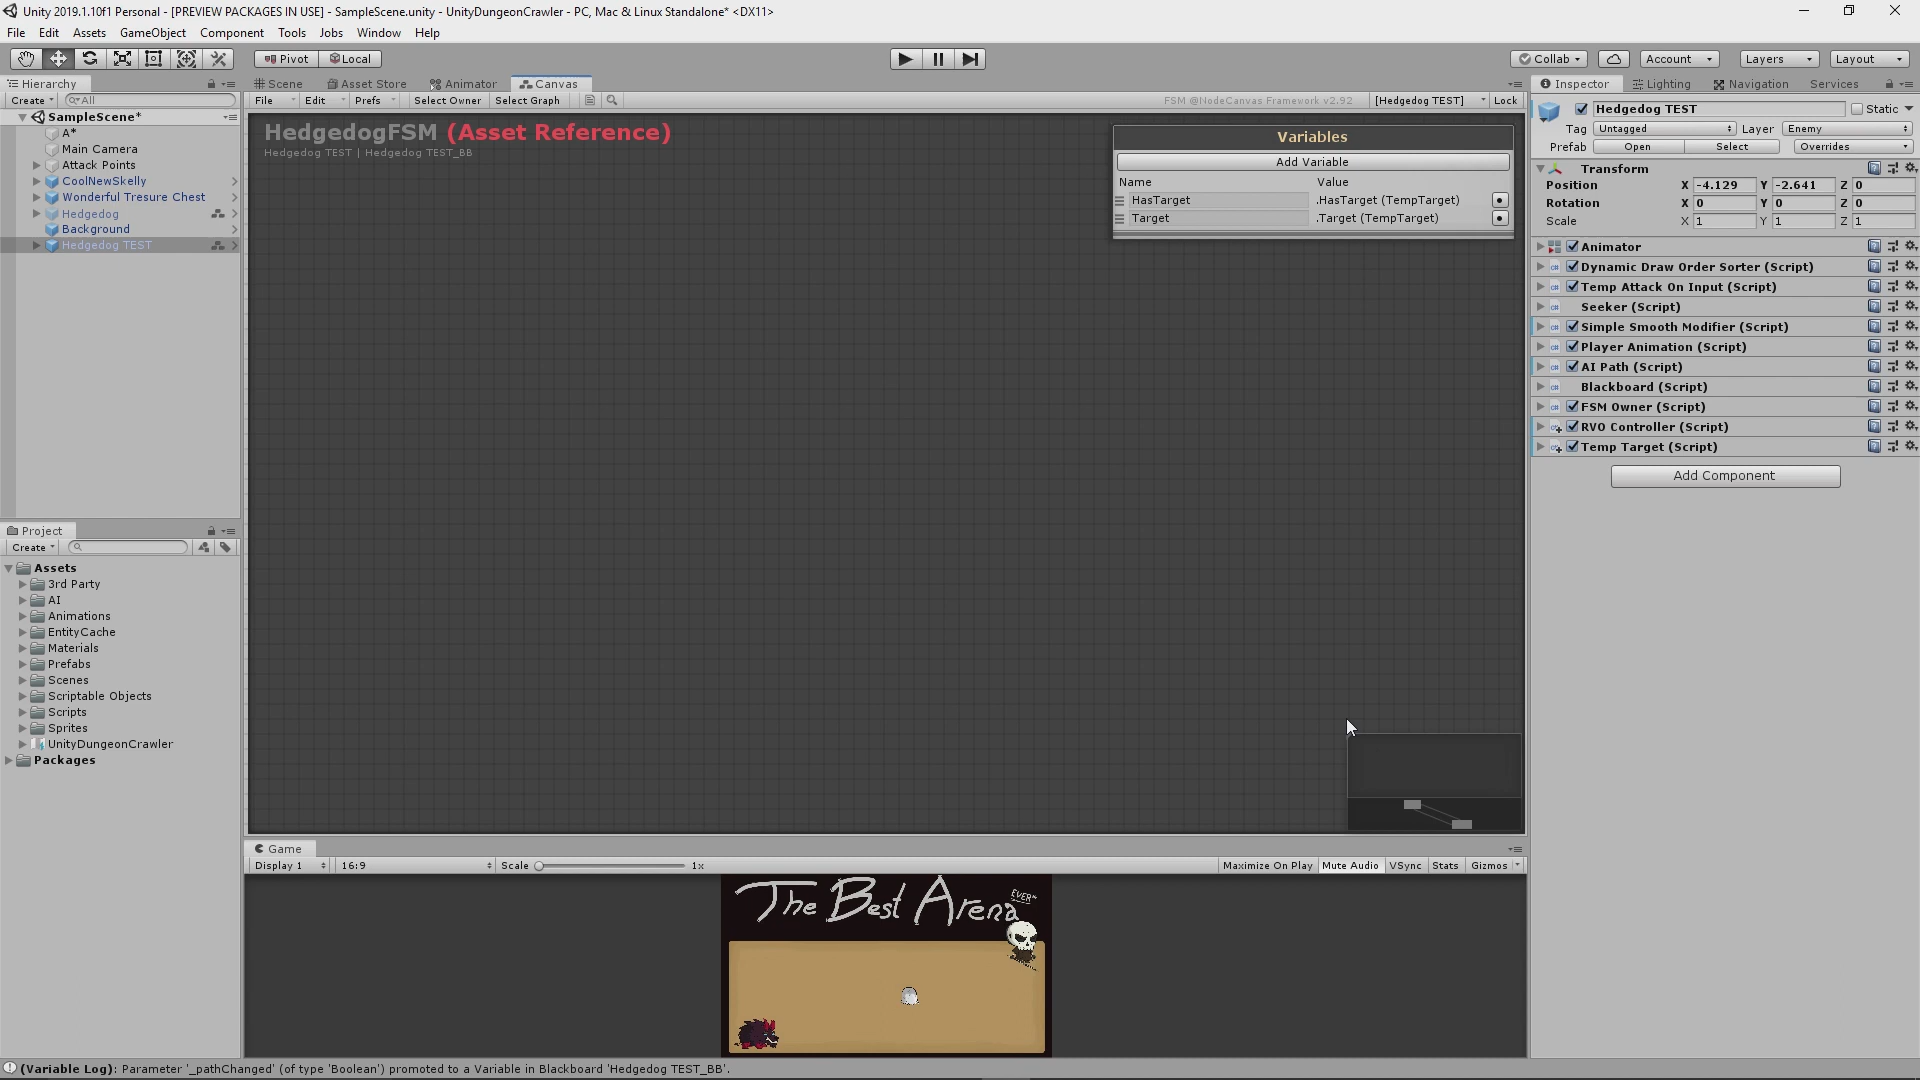 Unity 2019.1.10f1 Personal - [PREVIEW PACKAGES IN USE] - SampleScene.unity - UnityDungeonCrawler - PC, Mac & Linux Standalone* <DX11>
File Edit Assets GameObject Component Tools Jobs Window Help
Pivot Local Collab Account Layers Layout
Hierarchy
Create All
SampleScene*
A*
Main Camera
Attack Points
CoolNewSkelly
Wonderful Tresure Chest
Hedgedog
Background
Hedgedog TEST
Project
Create
Assets
3rd Party
AI
Animations
EntityCache
Materials
Prefabs
Scenes
Scriptable Objects
Scripts
Sprites
UnityDungeonCrawler
Packages
Scene Asset Store Animator Canvas
File Edit Prefs Select Owner Select Graph FSM @NodeCanvas Framework v2.92 [Hedgedog TEST] Lock
HedgedogFSM (Asset Reference)
Hedgedog TEST | Hedgedog TEST_BB
Variables
Add Variable
Name Value
HasTarget .HasTarget (TempTarget)
Target .Target (TempTarget)
Game
Display 1 16:9 Scale 1x Maximize On Play Mute Audio VSync Stats Gizmos
The Best Arena
EVER*
Inspector Lighting Navigation Services
Hedgedog TEST Static
Tag Untagged Layer Enemy
Prefab Open Select Overrides
Transform
Position X -4.129 Y -2.641 Z 0
Rotation X 0 Y 0 Z 0
Scale X 1 Y 1 Z 1
Animator
Dynamic Draw Order Sorter (Script)
Temp Attack On Input (Script)
Seeker (Script)
Simple Smooth Modifier (Script)
Player Animation (Script)
AI Path (Script)
Blackboard (Script)
FSM Owner (Script)
RVO Controller (Script)
Temp Target (Script)
Add Component
(Variable Log): Parameter '_pathChanged' (of type 'Boolean') promoted to a Variable in Blackboard 'Hedgedog TEST_BB'.